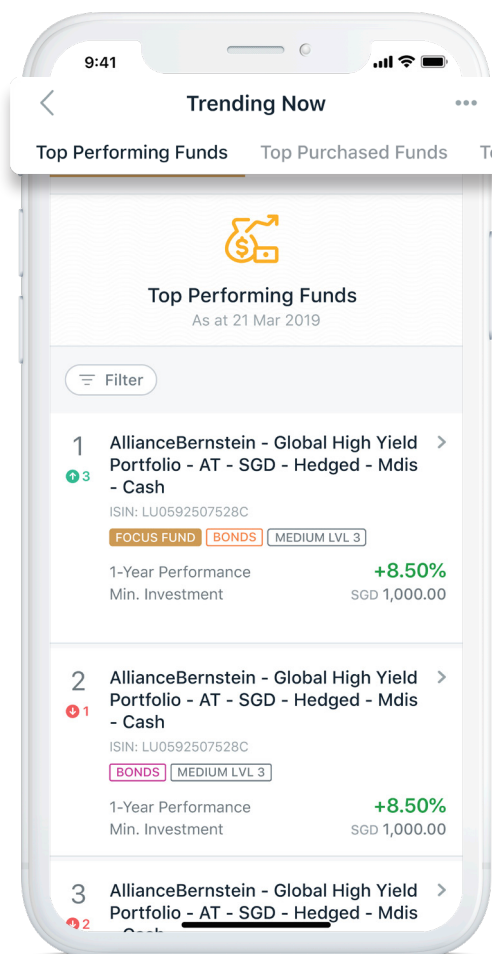 9:41
Trending Now
Top Performing Funds Top Purchased Funds
Top Performing Funds
As at 21 Mar 2019
Filter
1 AllianceBernstein - Global High Yield
3 Portfolio - AT - SGD - Hedged - Mdis
- Cash
ISIN: LU0592507528C
FOCUS FUND BONDS MEDIUM LVL 3
1-Year Performance +8.50%
Min. Investment SGD 1,000.00
2 AllianceBernstein - Global High Yield
1 Portfolio - AT - SGD - Hedged - Mdis
- Cash
ISIN: LU0592507528C
BONDS MEDIUM LVL 3
1-Year Performance +8.50%
Min. Investment SGD 1,000.00
3 AllianceBernstein - Global High Yield
2 Portfolio - AT - SGD - Hedged - Mdis